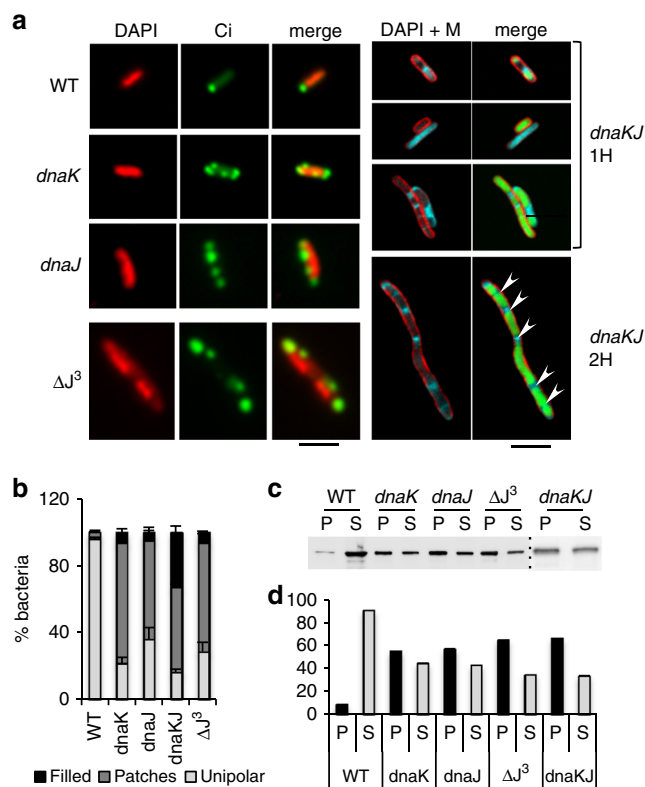 a
DAPI Ci merge DAPI + M merge
WT
dnaK
dnaJ
ΔJ³
dnaKJ
1H
dnaKJ
2H
b
% bacteria
120
80
40
0
WT dnaK dnaJ dnaKJ ΔJ³
Filled Patches Unipolar
c
WT dnaK dnaJ ΔJ³ dnaKJ
P S P S P S P S P S
d
100
80
60
40
20
0
P S P S P S P S P S
WT dnaK dnaJ ΔJ³ dnaKJ